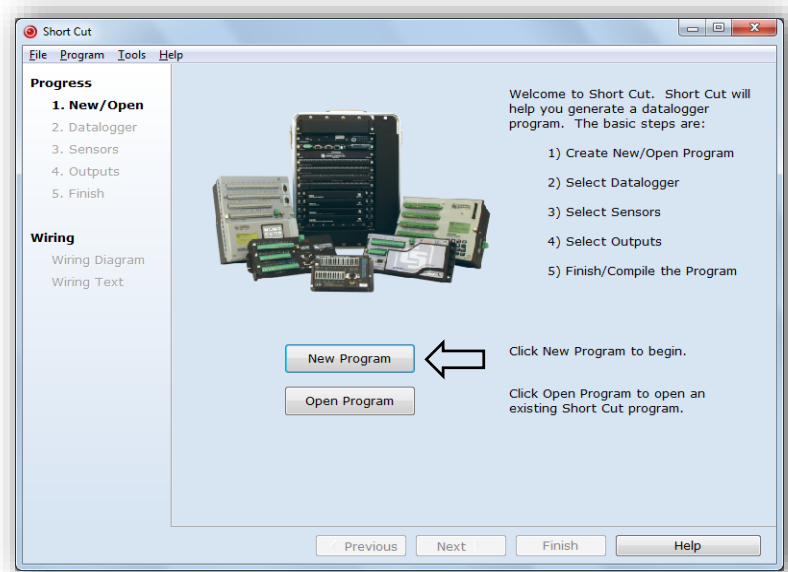 Short Cut
File Program Tools Help
Progress
1. New/Open
2. Datalogger
3. Sensors
4. Outputs
5. Finish
Wiring
Wiring Diagram
Wiring Text
Welcome to Short Cut. Short Cut will
help you generate a datalogger
program. The basic steps are:
1) Create New/Open Program
2) Select Datalogger
3) Select Sensors
4) Select Outputs
5) Finish/Compile the Program
New Program
Click New Program to begin.
Open Program
Click Open Program to open an
existing Short Cut program.
Previous Next Finish Help